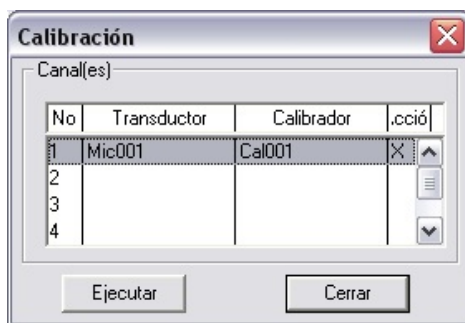 Calibración
Canal(es)
No Transductor Calibrador .cció
1 Mic001 Cal001 X
2
3
4
Ejecutar Cerrar